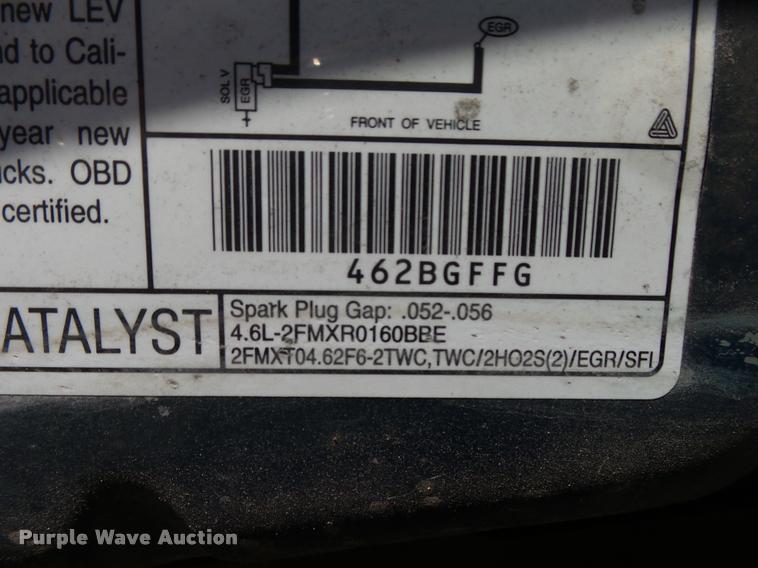 new LEV
nd to Cali-
applicable
year new
ucks. OBD
certified.
SOL V
EGR
EGR
FRONT OF VEHICLE
462BGFFG
ATALYST
Spark Plug Gap: .052-.056
4.6L-2FMXR0160BBE
2FMXT04.62F6-2TWC,TWC/2HO2S(2)/EGR/SFI
Purple Wave Auction